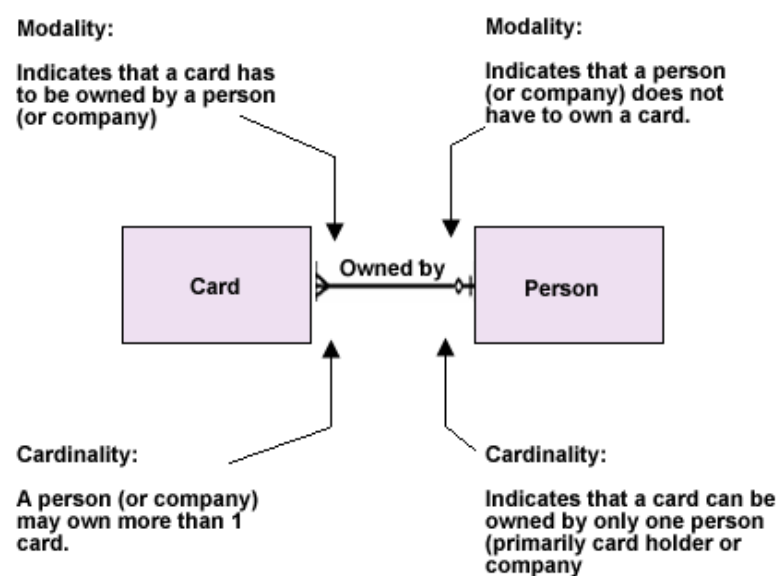 Modality:
Indicates that a card has
to be owned by a person
(or company)
Modality:
Indicates that a person
(or company) does not
have to own a card.
Card
Owned by
Person
Cardinality:
A person (or company)
may own more than 1
card.
Cardinality:
Indicates that a card can be
owned by only one person
(primarily card holder or
company